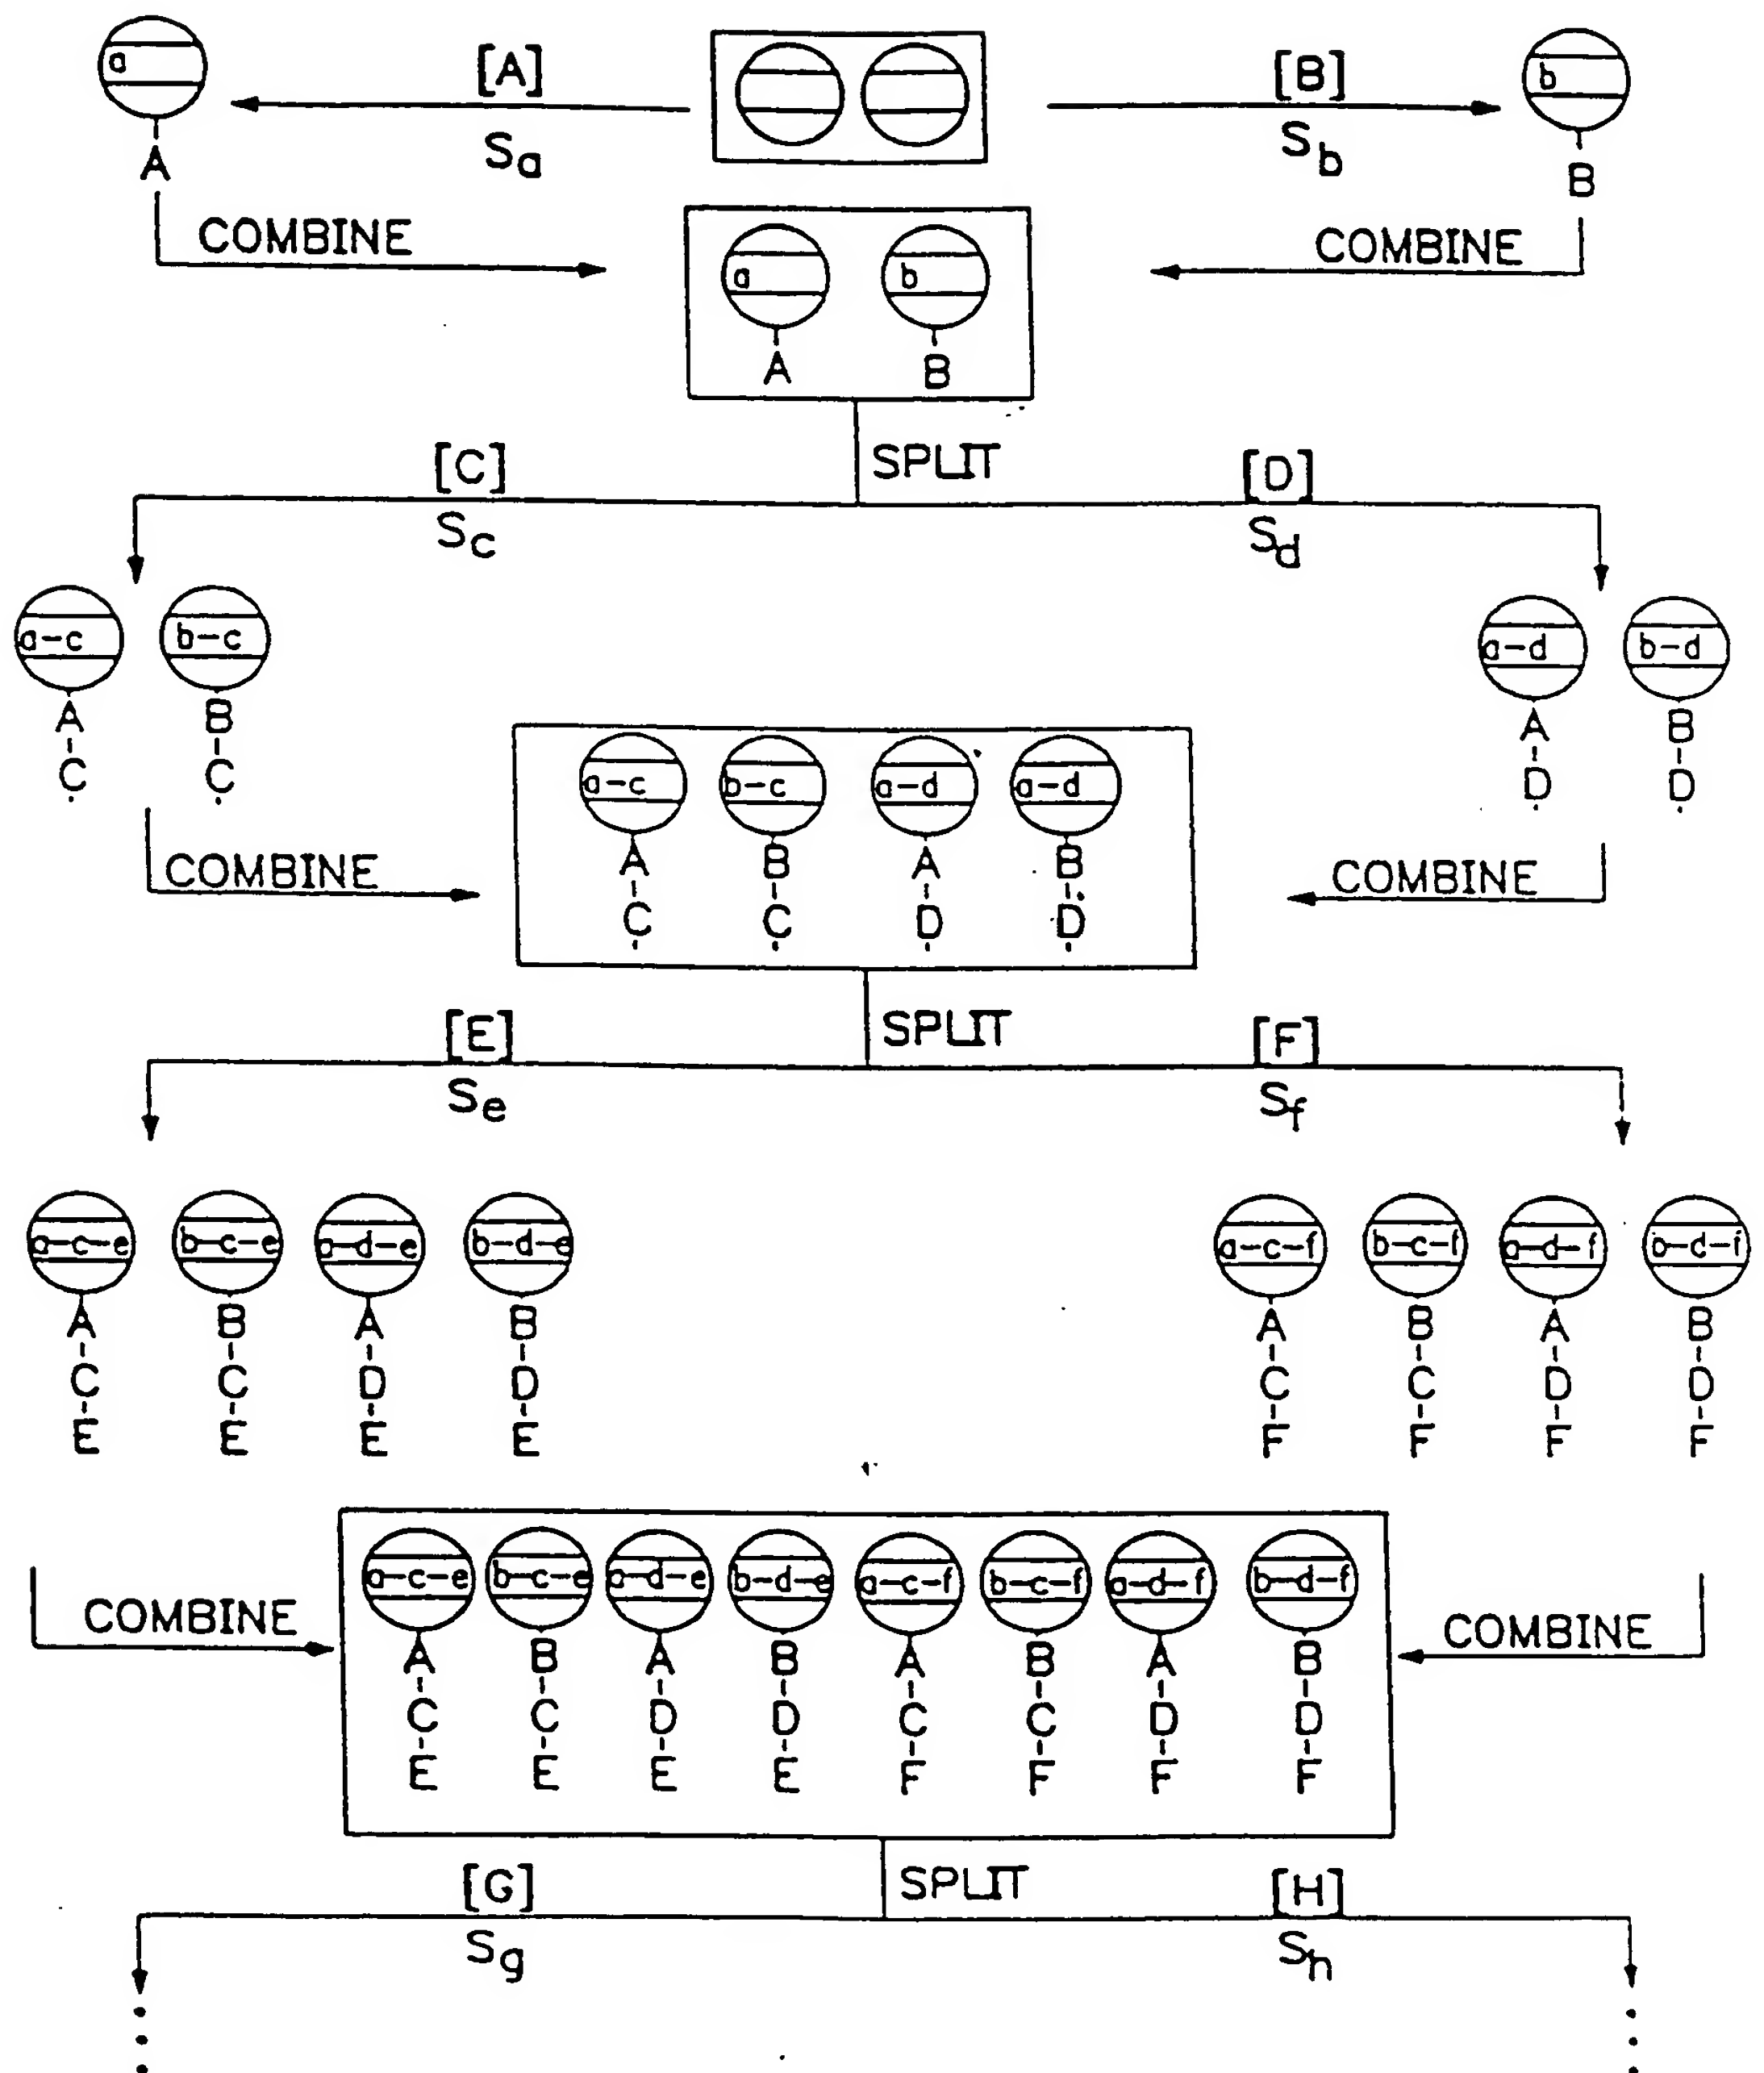 a [A] [B] b
Sa Sb
A B
COMBINE COMBINE
a b
A B
SPLIT
[C] [D]
Sc Sd
a-c b-c a-d b-d
A B A B
C C D D
a-c b-c a-d a-d
A B A B
C C D D
COMBINE COMBINE
SPLIT
[E] [F]
Se Sf
a-c-e b-c-e a-d-e b-d-e a-c-f b-c-f a-d-f b-d-f
A B A B A B A B
C C D D C C D D
E E E E F F F F
a-c-e b-c-e a-d-e b-d-e a-c-f b-c-f a-d-f b-d-f
COMBINE COMBINE
A B A B A B A B
C C D D C C D D
E E E E F F F F
SPLIT
[G] [H]
Sg Sh